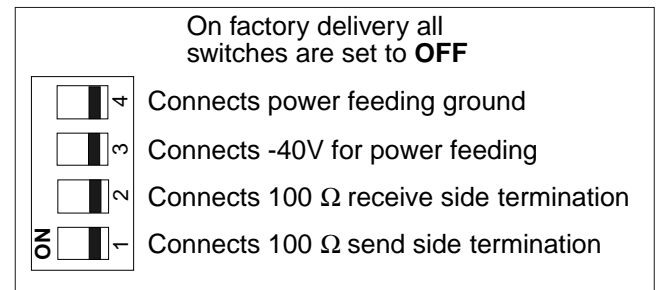 On factory delivery all
switches are set to OFF
4 Connects power feeding ground
3 Connects -40V for power feeding
2 Connects 100 Ω receive side termination
ON 1 Connects 100 Ω send side termination